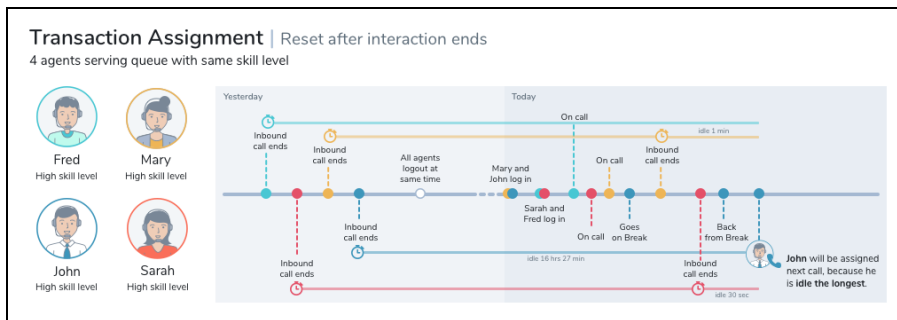 Transaction Assignment | Reset after interaction ends
4 agents serving queue with same skill level
Fred
High skill level
Mary
High skill level
John
High skill level
Sarah
High skill level
Yesterday
Today
Inbound
call ends
Inbound
call ends
All agents
logout at
same time
Mary and
John log in
On call
On call
Inbound
call ends
idle 1 min
Inbound
call ends
Inbound
call ends
Sarah and
Fred log in
On call
Goes
on Break
Inbound
call ends
Back
from Break
idle 16 hrs 27 min
idle 30 sec
John will be assigned
next call, because he
is idle the longest.